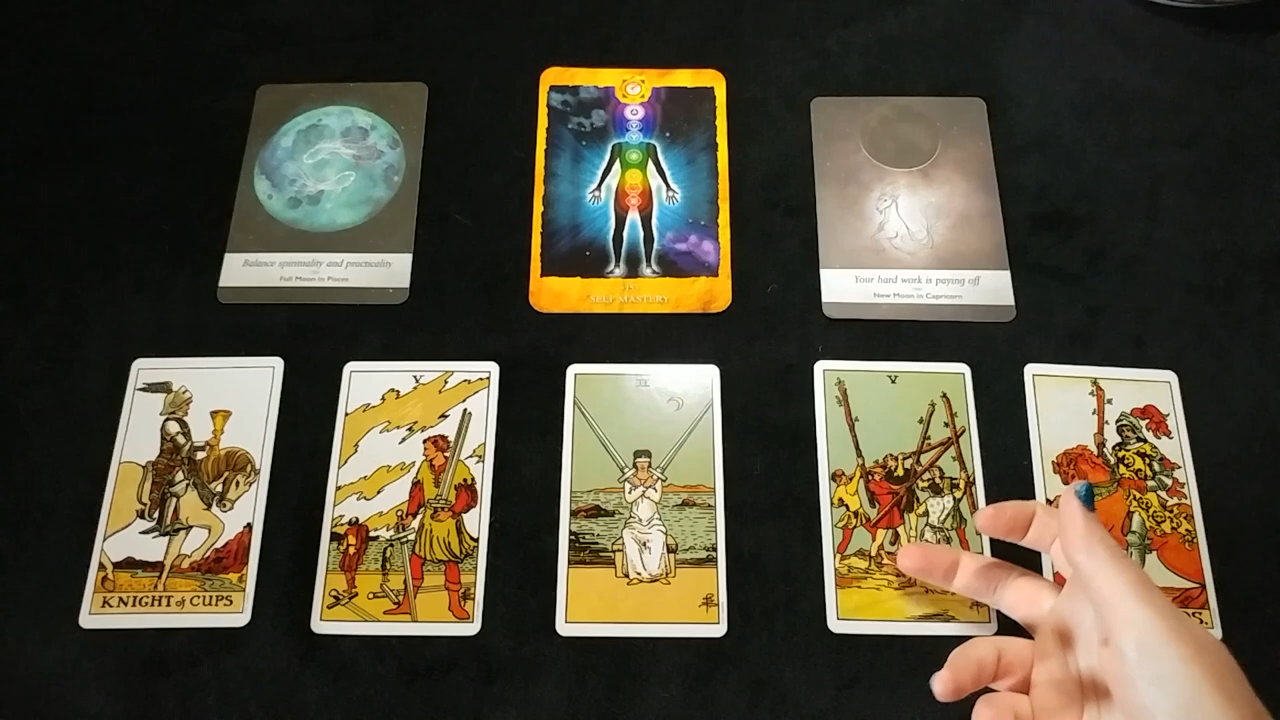 Balance spirituality and practicality
Full Moon in Pisces
SELF MASTERY
Your hard work is paying off
New Moon in Capricorn
KNIGHT of CUPS
V
II
V
DS.